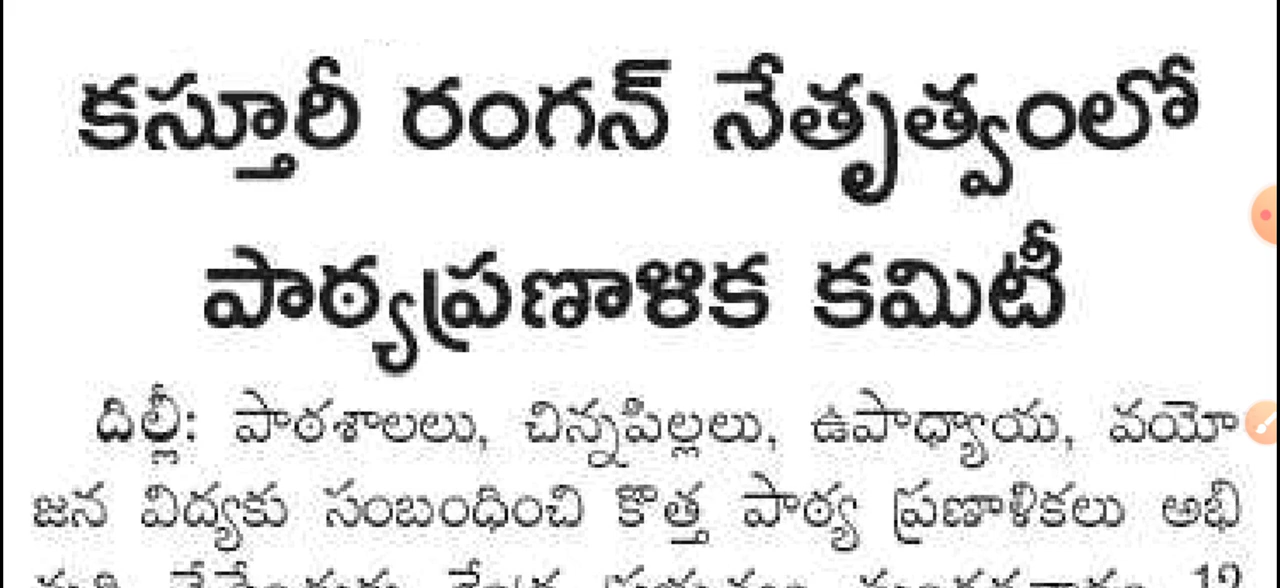 కస్తూరీ రంగన్ నేతృత్వంలో
పాఠ్యప్రణాళిక కమిటీ
దిల్లీ: పాఠశాలలు, చిన్నపిల్లలు, ఉపాధ్యాయ, వయో
జన విద్యకు సంబంధించి కొత్త పాఠ్య ప్రణాళికలు అభి